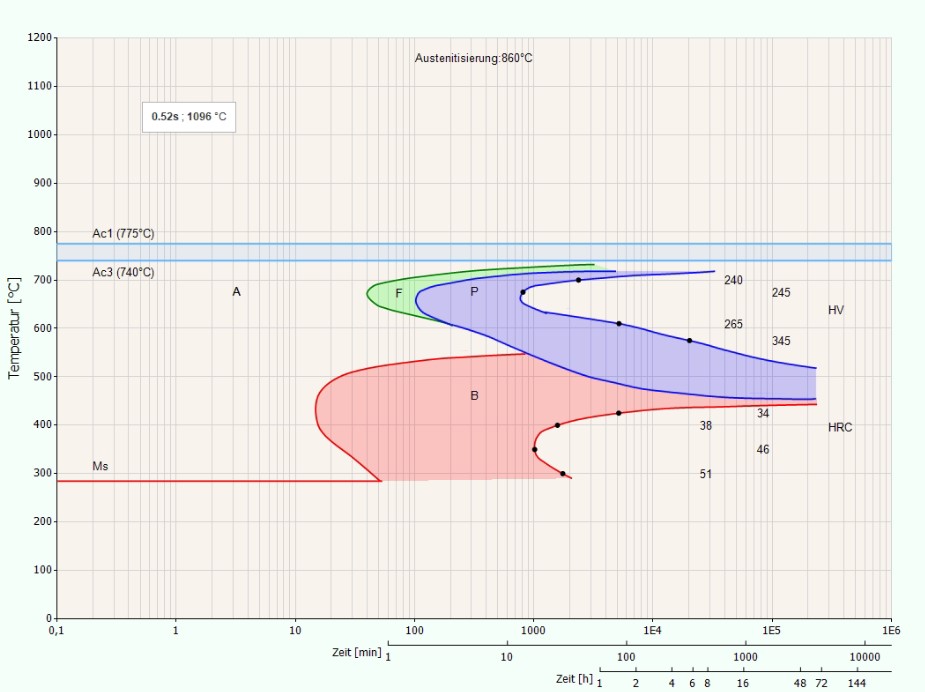 1200
Austenitisierung:860°C
1100
0.52s ; 1096 °C
1000
900
800
Ac1 (775°C)
Ac3 (740°C)
700
A
F
P
240
245
HV
600
265
345
Temperatur [°C]
500
B
400
34
38
HRC
46
Ms
300
51
200
100
0
0,1 1 10 100 1000 1E4 1E5 1E6
Zeit [min] 1 10 100 1000 10000
Zeit [h] 1 2 4 6 8 16 48 72 144